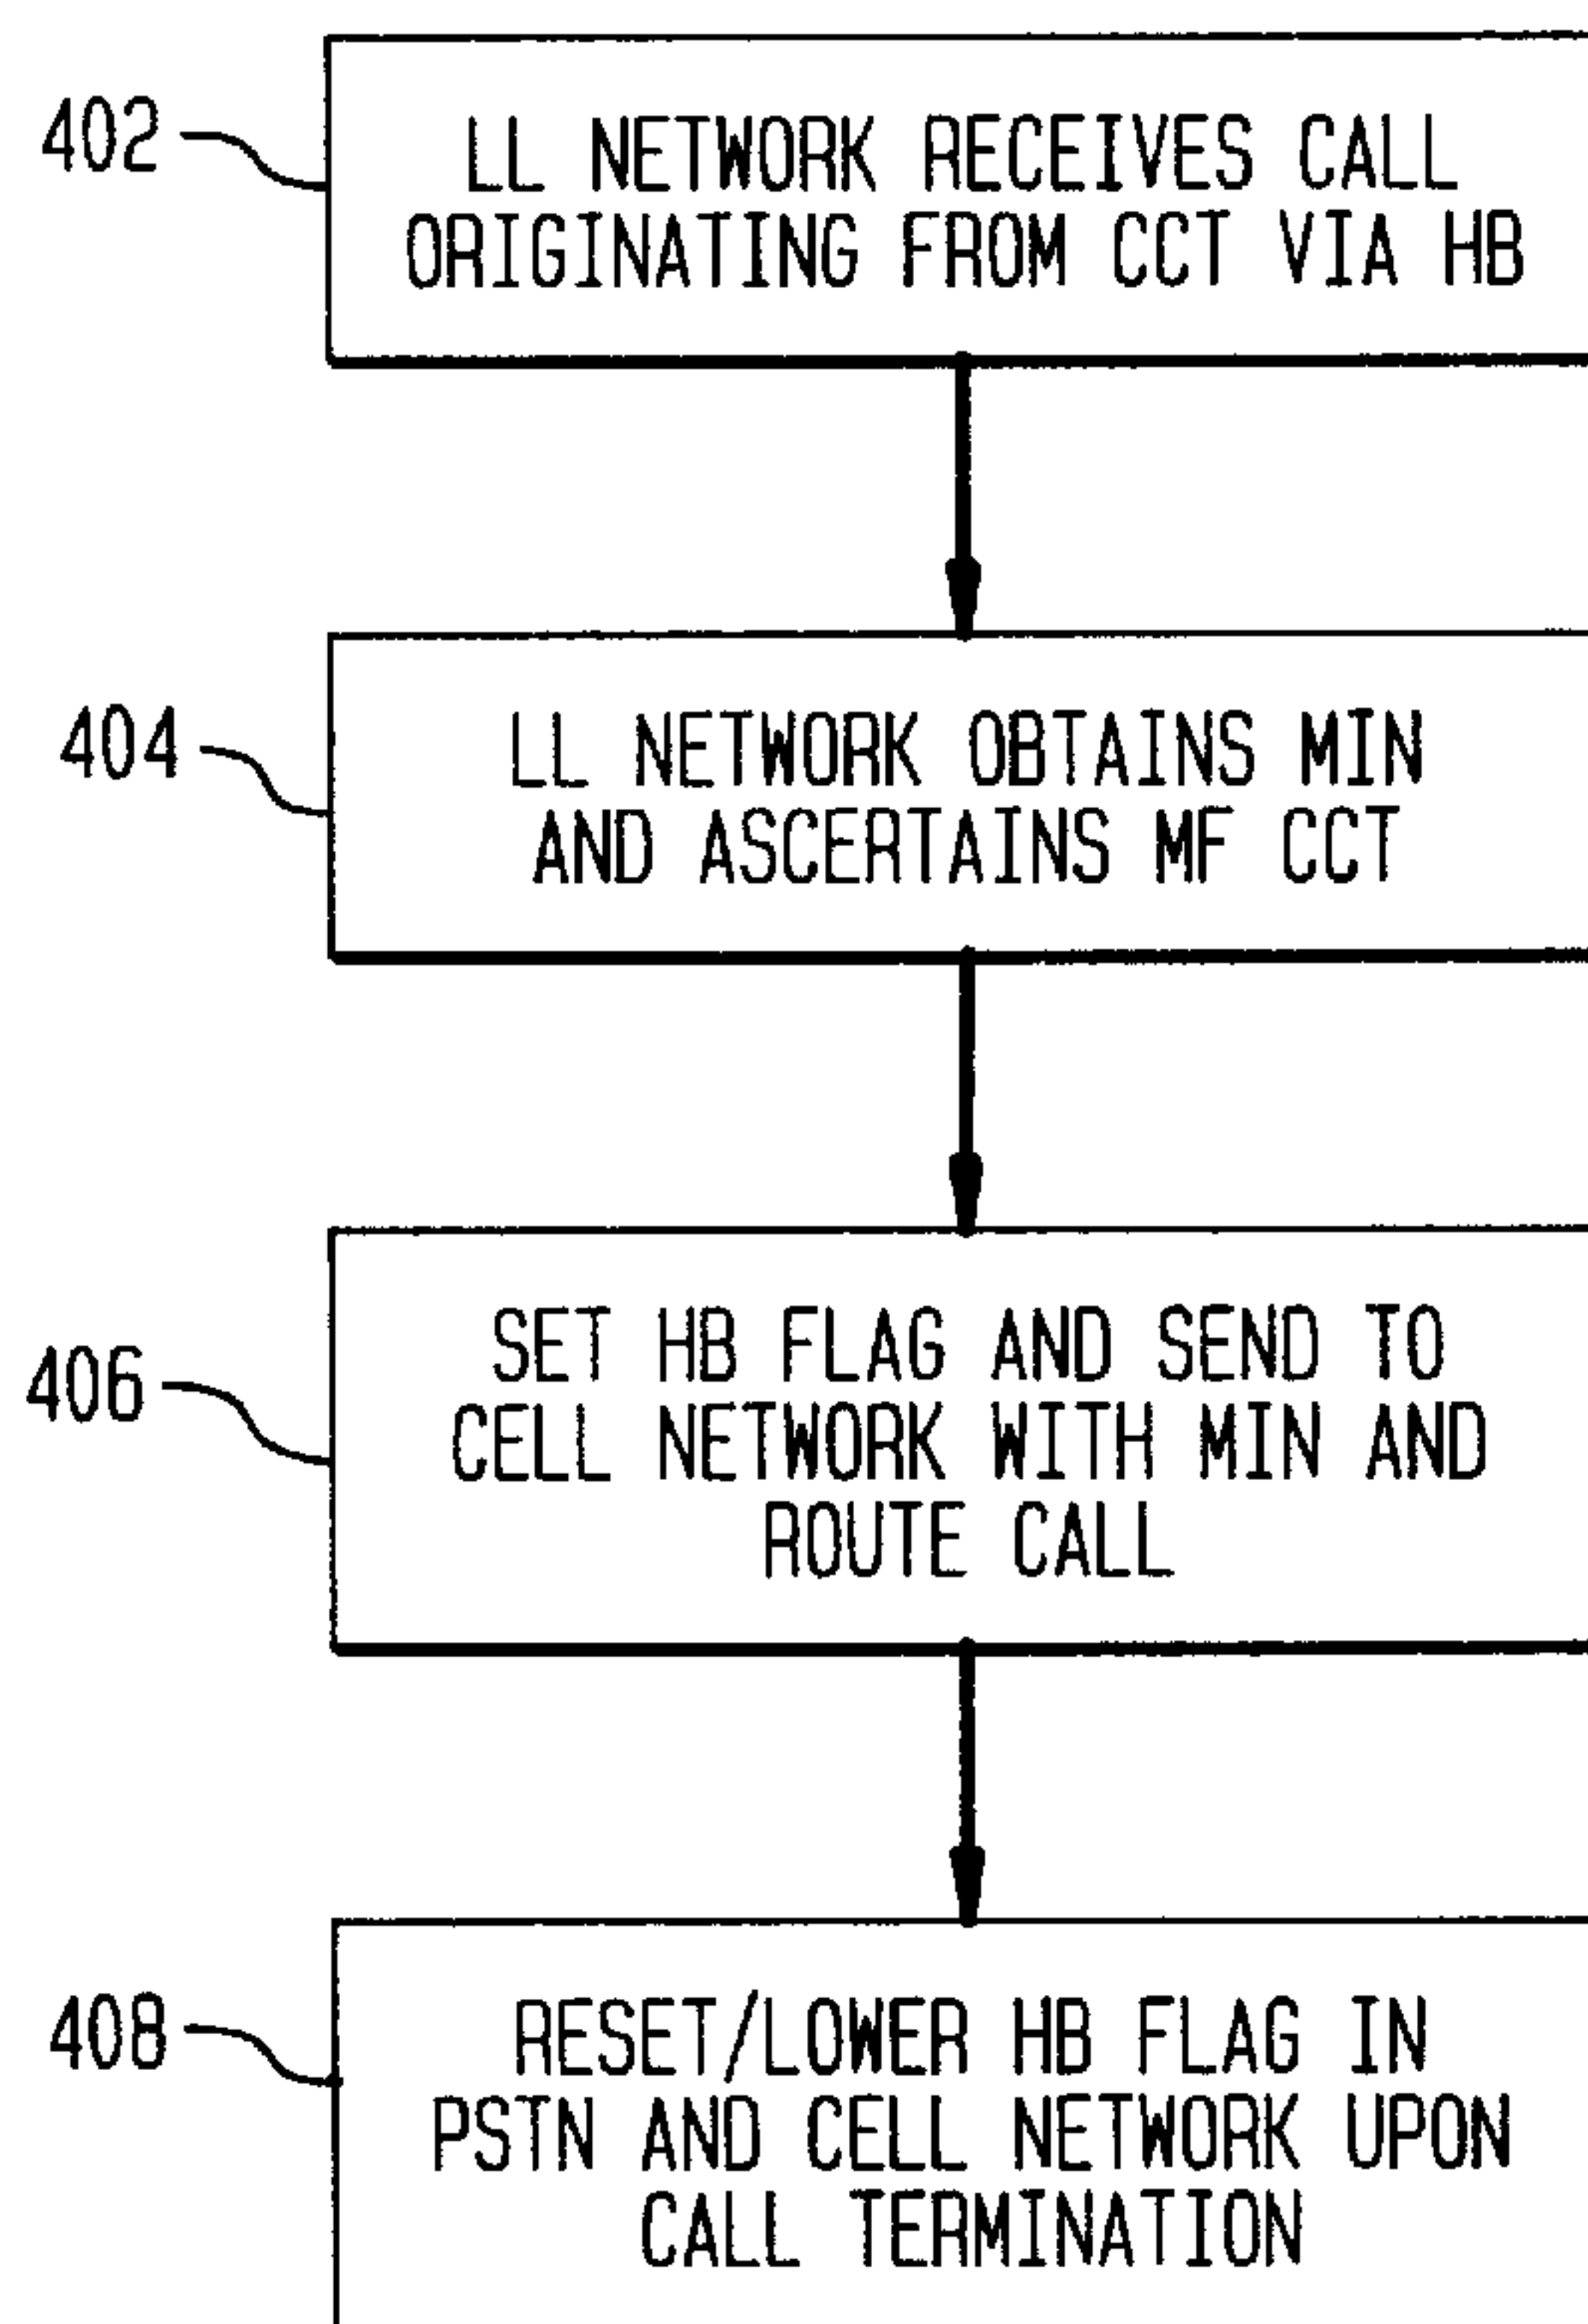 402
LL NETWORK RECEIVES CALL
ORIGINATING FROM CCT VIA HB
404
LL NETWORK OBTAINS MIN
AND ASCERTAINS MF CCT
406
SET HB FLAG AND SEND TO
CELL NETWORK WITH MIN AND
ROUTE CALL
408
RESET/LOWER HB FLAG IN
PSTN AND CELL NETWORK UPON
CALL TERMINATION